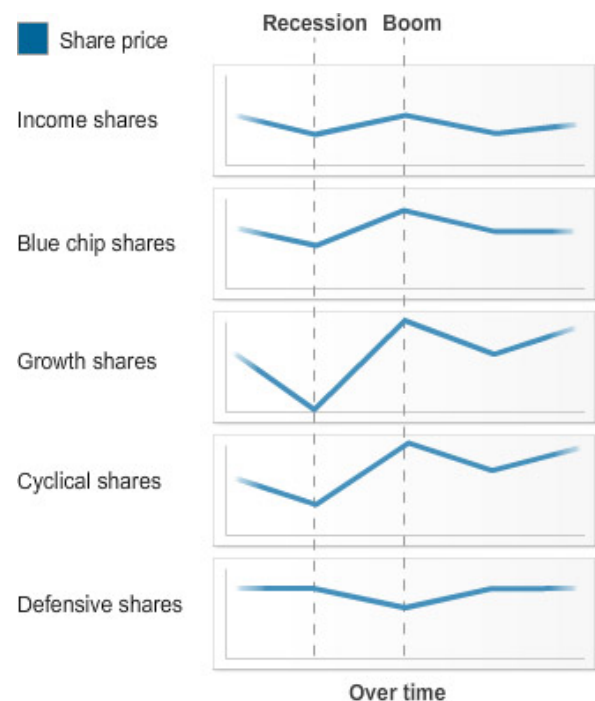 Recession Boom
Share price
Income shares
Blue chip shares
Growth shares
Cyclical shares
Defensive shares
Over time